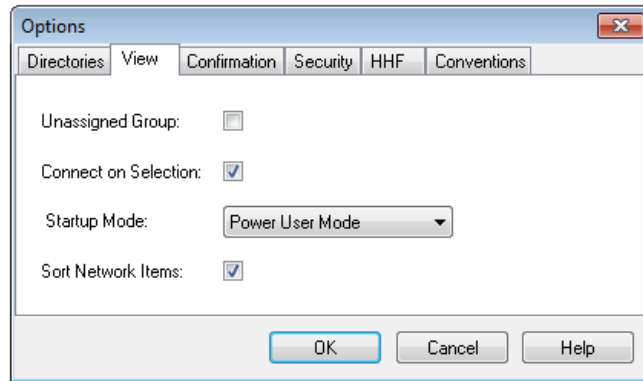 Options
Directories View Confirmation Security HHF Conventions
Unassigned Group:
Connect on Selection:
Startup Mode: Power User Mode
Sort Network Items:
OK Cancel Help